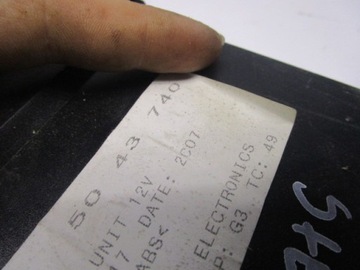 50 43 740
UNIT 12V
17 DATE: 2007
ABS<
ELECTRONICS
P: G3 TC: 49